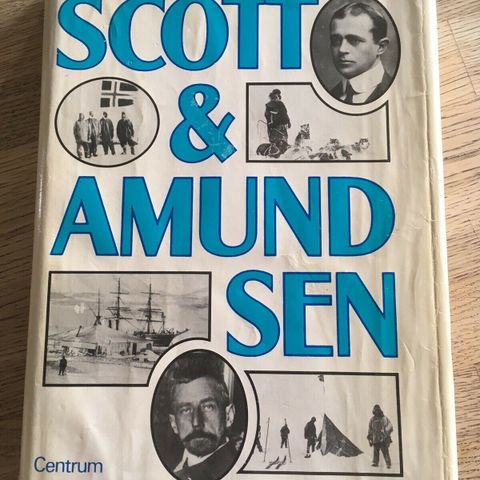 SCOTT
&
AMUND
SEN
Centrum